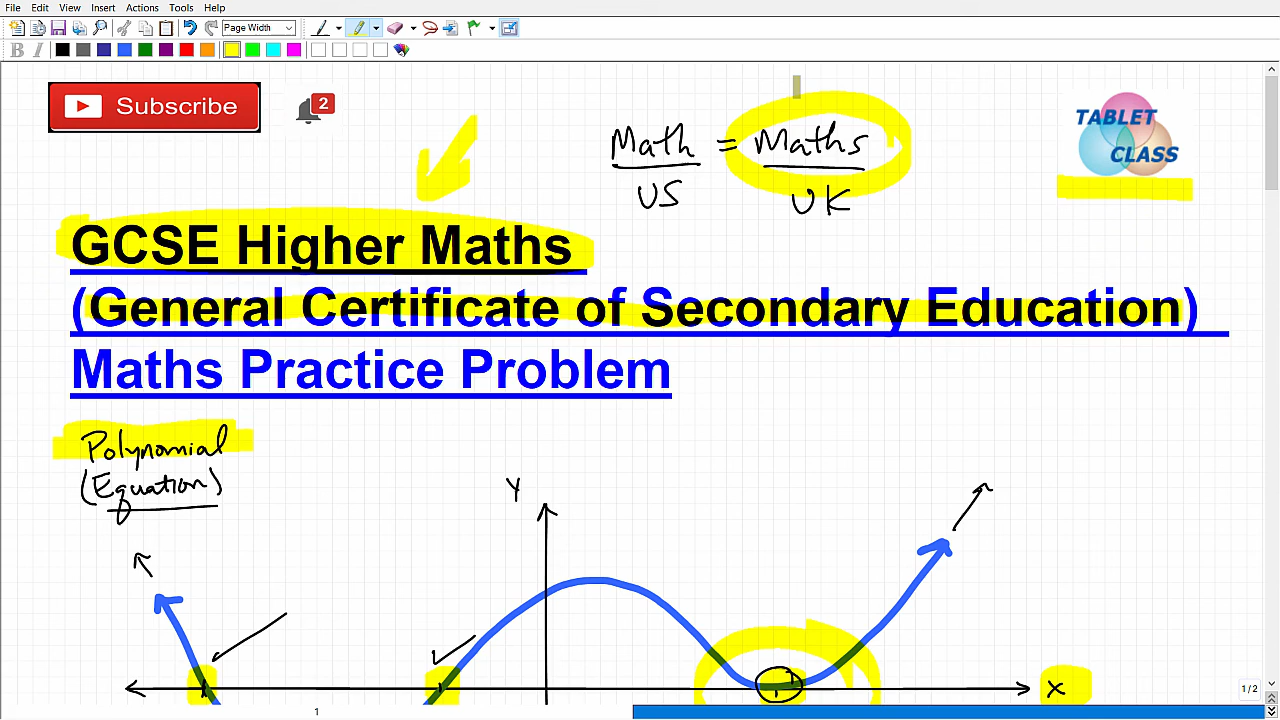 File Edit View Insert Actions Tools Help
Page Width
B I
Subscribe
2
Math = Maths
US UK
TABLET
CLASS
GCSE Higher Maths
(General Certificate of Secondary Education)
Maths Practice Problem
Polynomial
(Equation)
Y
X
1/2
1